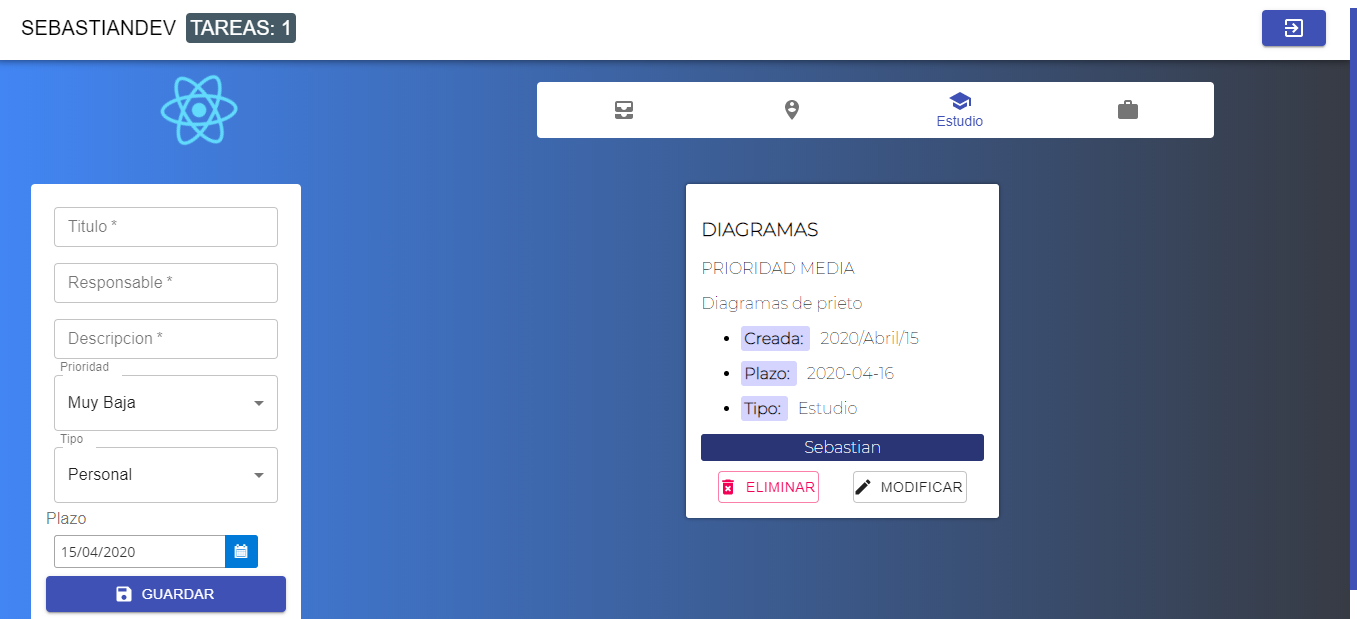 SEBASTIANDEV TAREAS: 1
Estudio
Titulo *
Responsable *
Descripcion *
Prioridad
Muy Baja
Tipo
Personal
Plazo
15/04/2020
GUARDAR
DIAGRAMAS
PRIORIDAD MEDIA
Diagramas de prieto
Creada: 2020/Abril/15
Plazo: 2020-04-16
Tipo: Estudio
Sebastian
ELIMINAR MODIFICAR